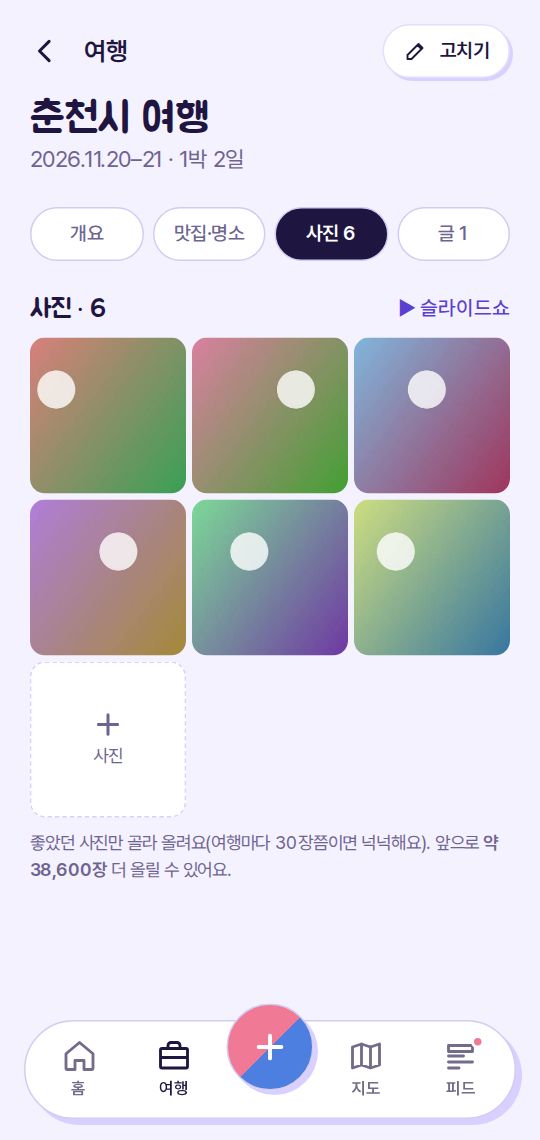 여행
고치기
춘천시 여행
2026.11.20–21 · 1박 2일
개요
맛집·명소
사진 6
글 1
사진 · 6
▶ 슬라이드쇼
사진
좋았던 사진만 골라 올려요(여행마다 30장쯤이면 넉넉해요). 앞으로 약
38,600장 더 올릴 수 있어요.
홈
여행
지도
피드